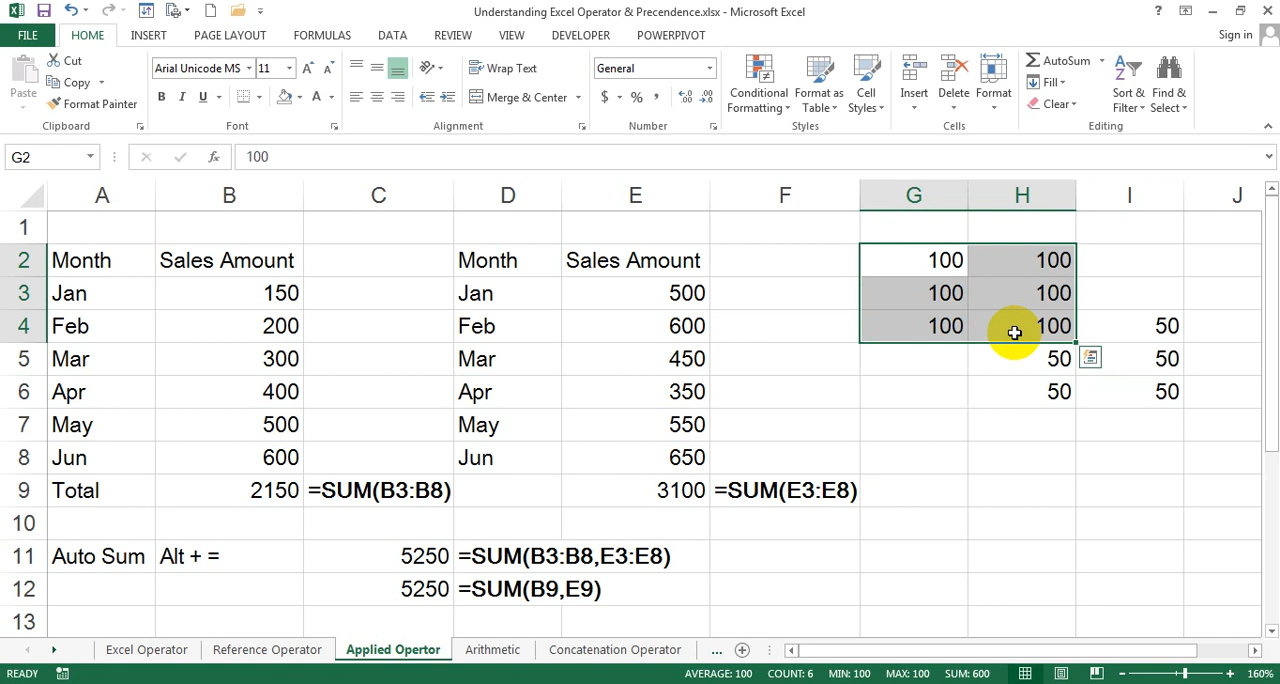 Understanding Excel Operator & Precendence.xlsx - Microsoft Excel
Sign in
FILE HOME INSERT PAGE LAYOUT FORMULAS DATA REVIEW VIEW DEVELOPER POWERPIVOT
Paste
Cut
Copy
Format Painter
Clipboard
Arial Unicode MS 11
B I U
Font
Wrap Text
Merge & Center
Alignment
General
$ % ,
Number
Conditional Formatting
Format as Table
Cell Styles
Styles
Insert Delete Format
Cells
AutoSum
Fill
Clear
Sort & Filter
Find & Select
Editing
G2 fx 100
A B C D E F G H I J
1
2 Month Sales Amount Month Sales Amount 100 100
3 Jan 150 Jan 500 100 100
4 Feb 200 Feb 600 100 100 50
5 Mar 300 Mar 450 50 50
6 Apr 400 Apr 350 50 50
7 May 500 May 550
8 Jun 600 Jun 650
9 Total 2150 =SUM(B3:B8) 3100 =SUM(E3:E8)
10
11 Auto Sum Alt + = 5250 =SUM(B3:B8,E3:E8)
12 5250 =SUM(B9,E9)
13
Excel Operator Reference Operator Applied Opertor Arithmetic Concatenation Operator ...
READY AVERAGE: 100 COUNT: 6 MIN: 100 MAX: 100 SUM: 600 160%